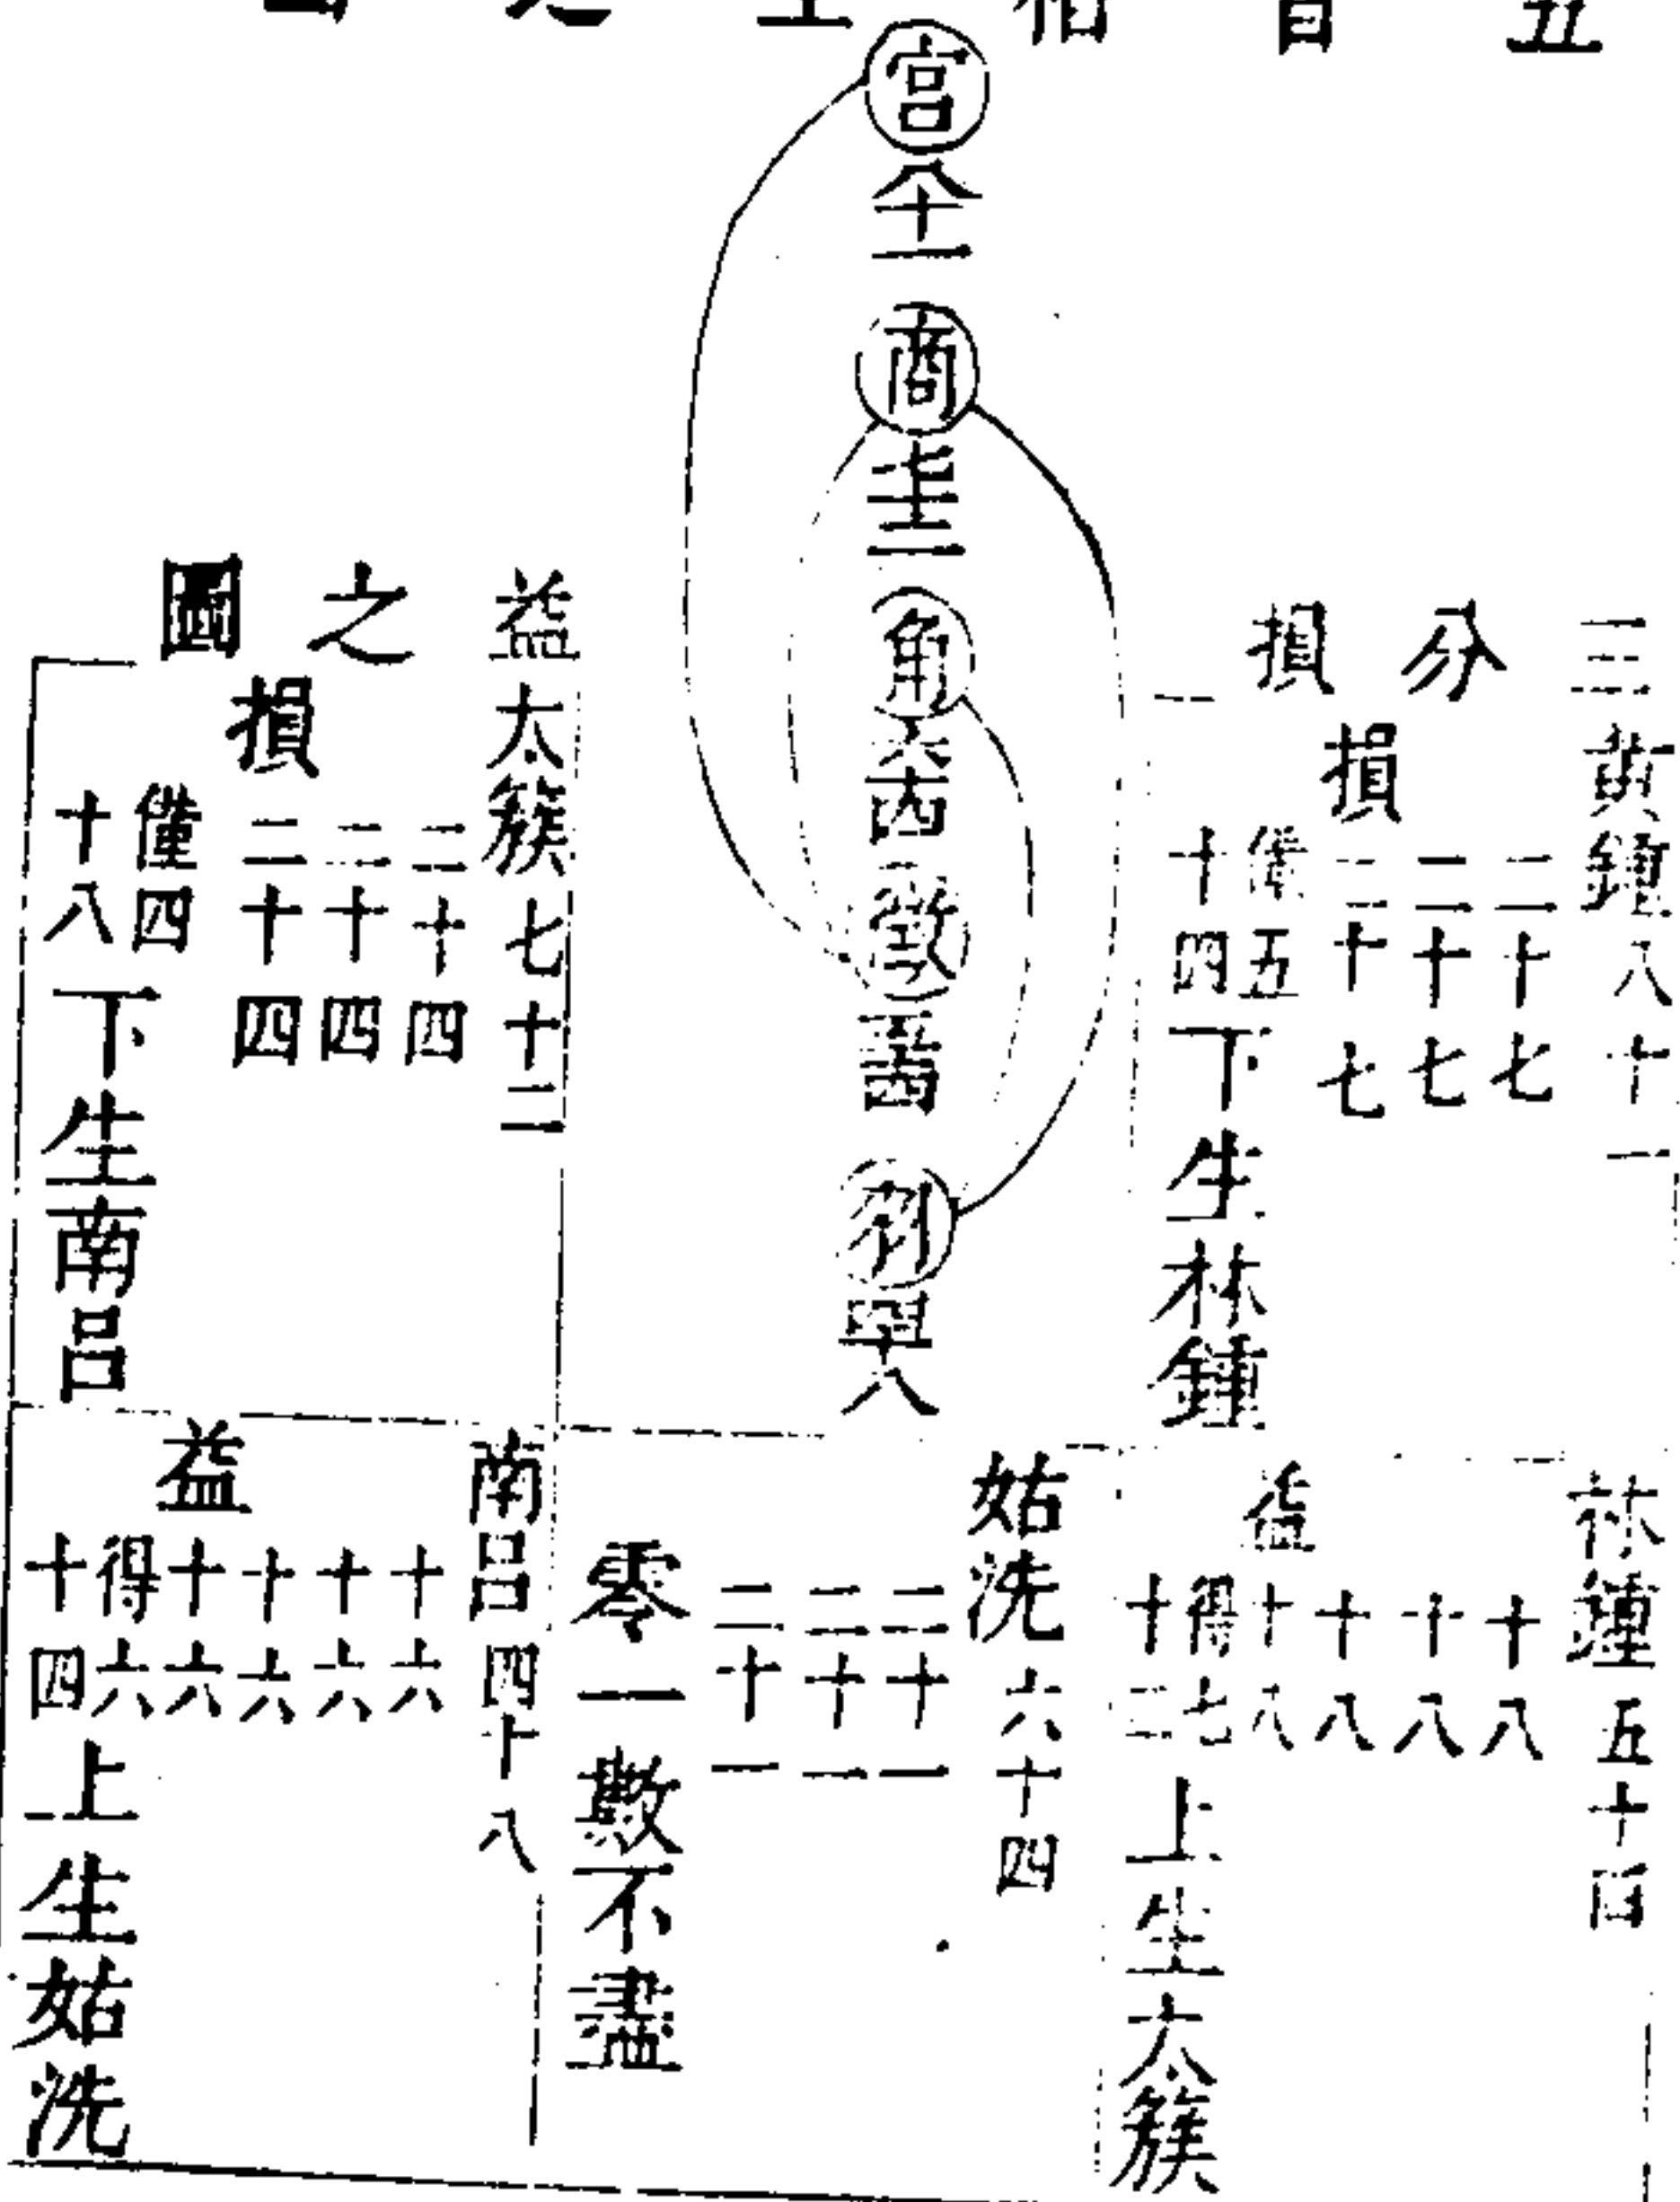 五音相生之圖
宮八十一
商七十二
角六十四
徵五十四
羽四十八
三分損益之圖
黃鍾八十一
二十七
二十七
二十七
損
僅五
十四
下生林鍾
林鍾五十四
十八
十八
十八
十八
益
得七
十二
上生太簇
太簇七十二
二十四
二十四
二十四
損
僅四
十八
下生南呂
南呂四十八
十六
十六
十六
十六
益
得六
十四
上生姑洗
姑洗六十四
二十一
二十一
二十一
零一數不盡